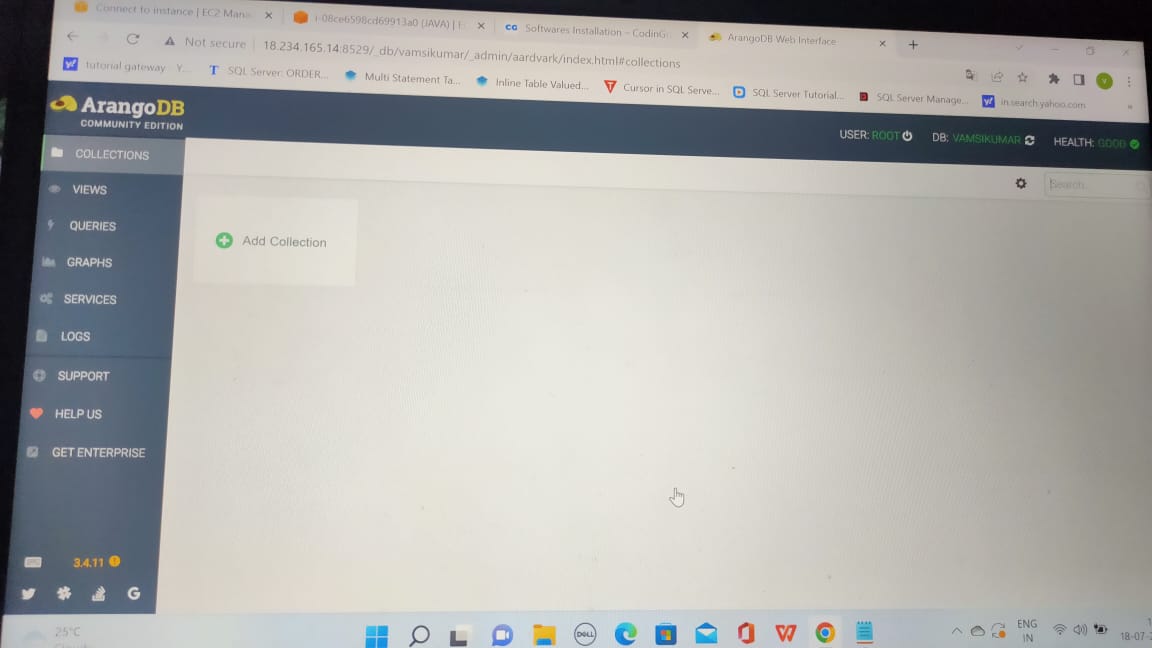 Connect to instance | EC2 Mana
i-08ce6598cd69913a0 (JAVA) | E
CG Softwares Installation – CodinG
ArangoDB Web Interface
Not secure | 18.234.165.14:8529/_db/vamsikumar/_admin/aardvark/index.html#collections
tutorial gateway - Y...
T SQL Server: ORDER...
Multi Statement Ta...
Inline Table Valued...
Cursor in SQL Serve...
SQL Server Tutorial...
SQL Server Manage...
in.search.yahoo.com
»
ArangoDB
COMMUNITY EDITION
USER: ROOT
DB: VAMSIKUMAR
HEALTH: GOOD
COLLECTIONS
Search...
VIEWS
QUERIES
Add Collection
GRAPHS
SERVICES
LOGS
SUPPORT
HELP US
GET ENTERPRISE
3.4.11
G
25°C
Cloudy
DELL
ENG
IN
18-07-